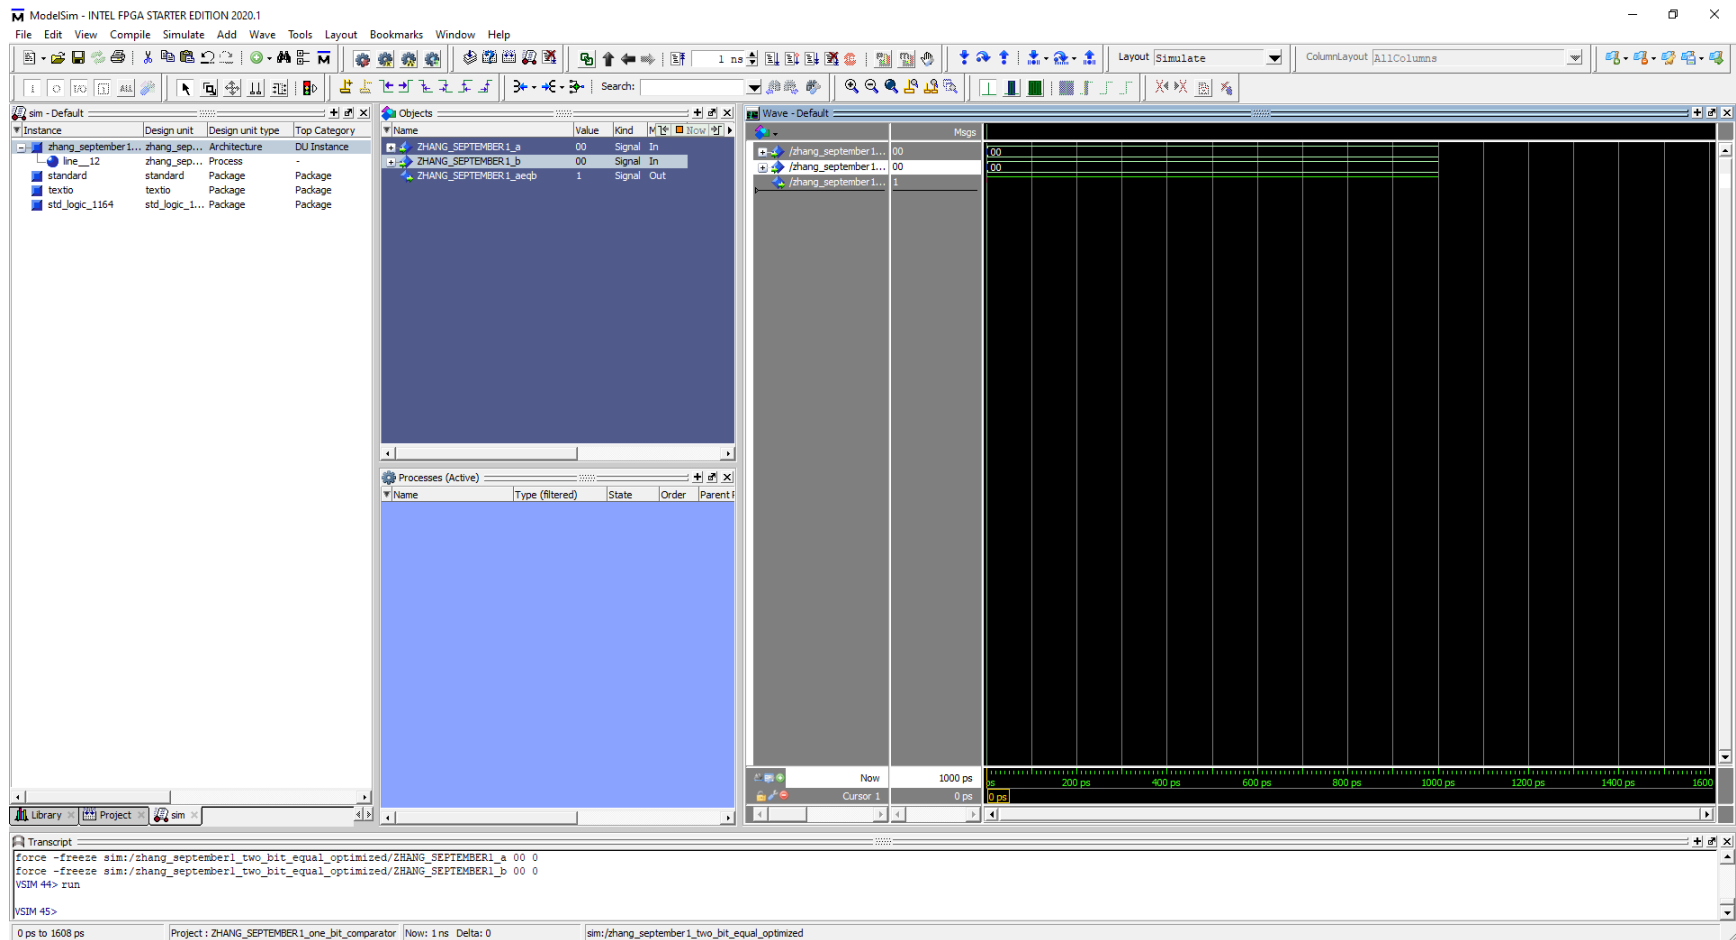 ModelSim - INTEL FPGA STARTER EDITION 2020.1
File Edit View Compile Simulate Add Wave Tools Layout Bookmarks Window Help
1 ns
Layout Simulate
ColumnLayout AllColumns
Search:
sim - Default
Instance Design unit Design unit type Top Category
zhang_september1... zhang_sep... Architecture DU Instance
line__12 zhang_sep... Process -
standard standard Package Package
textio textio Package Package
std_logic_1164 std_logic_1... Package Package
Library Project sim
Objects
Name Value Kind M Now
ZHANG_SEPTEMBER1_a 00 Signal In
ZHANG_SEPTEMBER1_b 00 Signal In
ZHANG_SEPTEMBER1_aeqb 1 Signal Out
Processes (Active)
Name Type (filtered) State Order Parent
Wave - Default
Msgs
/zhang_september1... 00 00
/zhang_september1... 00 00
/zhang_september1... 1
Now 1000 ps
ps 200 ps 400 ps 600 ps 800 ps 1000 ps 1200 ps 1400 ps 1600
Cursor 1 0 ps 0 ps
Transcript
force -freeze sim:/zhang_september1_two_bit_equal_optimized/ZHANG_SEPTEMBER1_a 00 0
force -freeze sim:/zhang_september1_two_bit_equal_optimized/ZHANG_SEPTEMBER1_b 00 0
VSIM 44> run
VSIM 45>
0 ps to 1608 ps Project : ZHANG_SEPTEMBER1_one_bit_comparator Now: 1 ns Delta: 0 sim:/zhang_september1_two_bit_equal_optimized